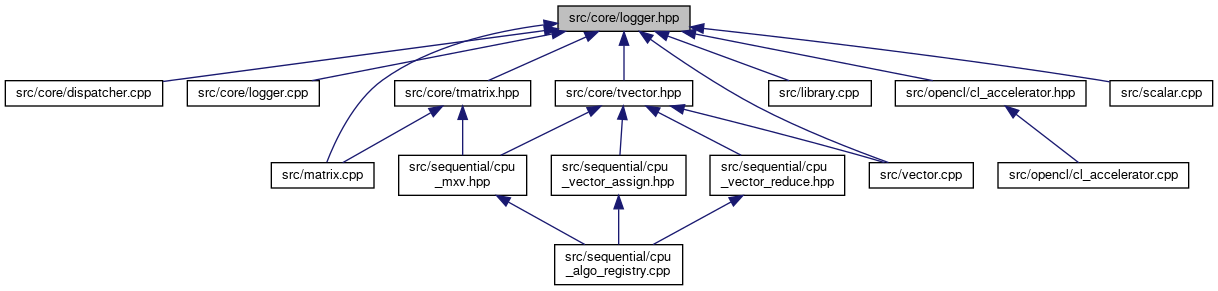 src/core/logger.hpp
src/core/dispatcher.cpp
src/core/logger.cpp
src/core/tmatrix.hpp
src/core/tvector.hpp
src/library.cpp
src/opencl/cl_accelerator.hpp
src/scalar.cpp
src/matrix.cpp
src/sequential/cpu
_mxv.hpp
src/sequential/cpu
_vector_assign.hpp
src/sequential/cpu
_vector_reduce.hpp
src/vector.cpp
src/opencl/cl_accelerator.cpp
src/sequential/cpu
_algo_registry.cpp